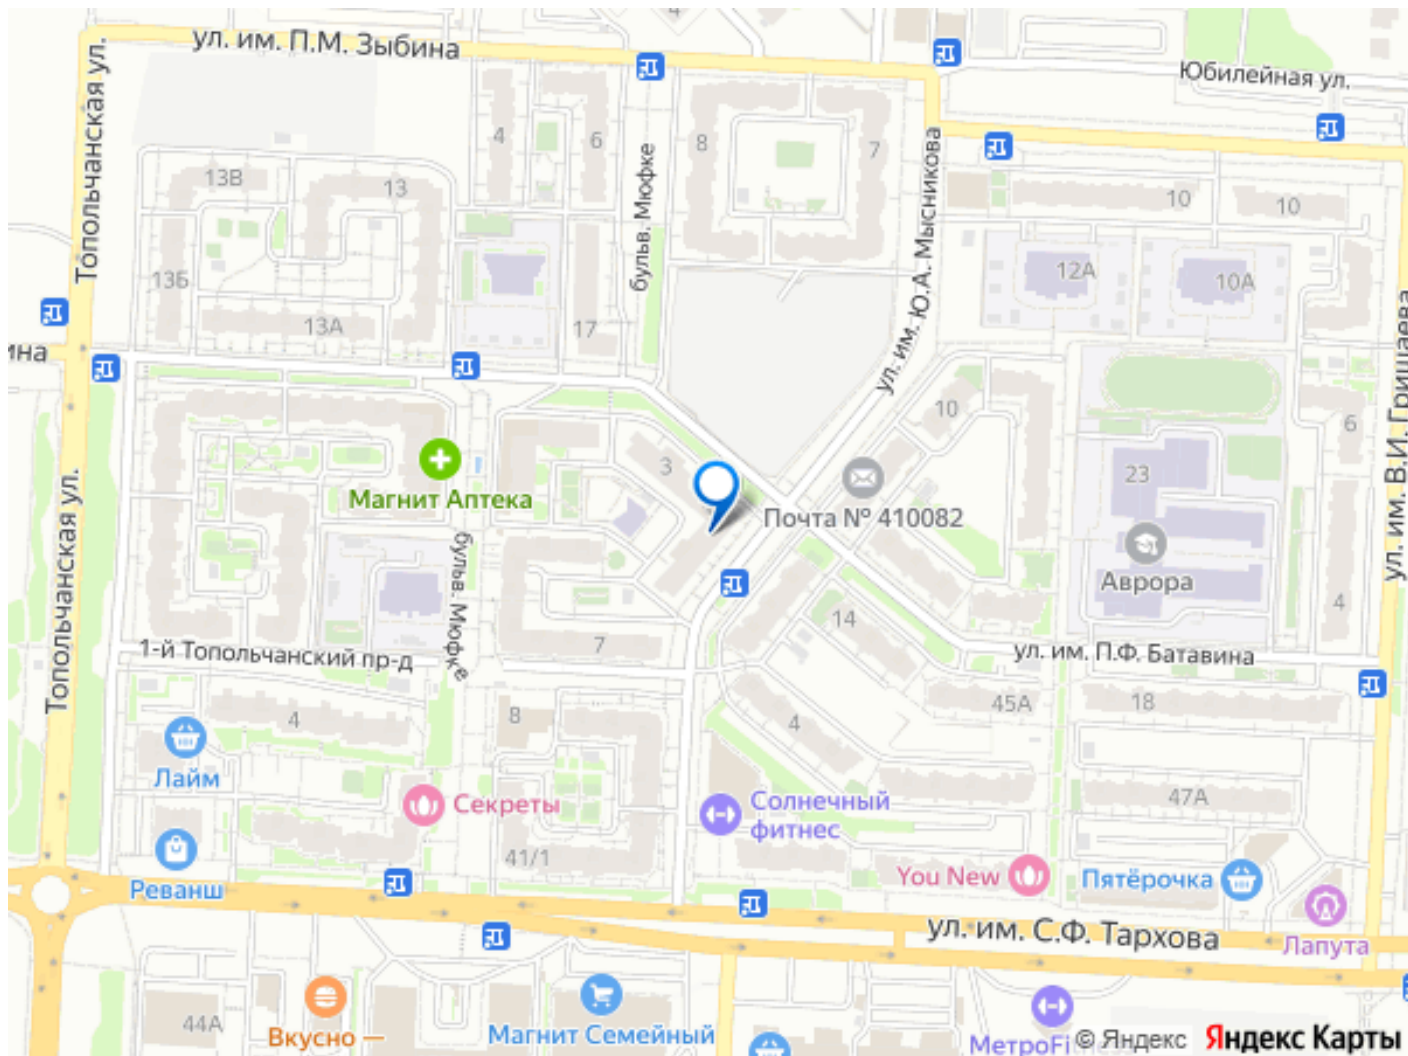 4
ул. им. П.М. Зыбина
Юбилейная ул.
Топольчанская ул.
4
6
8
7
бульв. Мюфке
ул. им. Ю.А. Мысникова
13В
13
10
10
13Б
12А
10А
13А
17
ина
ул. им. В.И. Гришаева
10
6
3
23
Магнит Аптека
Почта № 410082
Топольчанская ул.
бульв. Мюфке
Аврора
4
14
7
1-й Топольчанский пр-д
ул. им. П.Ф. Батавина
8
45А
18
4
4
Лайм
47А
Секреты
Солнечный
фитнес
41/1
Реванш
You New
Пятёрочка
ул. им. С.Ф. Тархова
Лапута
44А
Вкусно —
Магнит Семейный
МетроFi
© Яндекс
Яндекс Карты